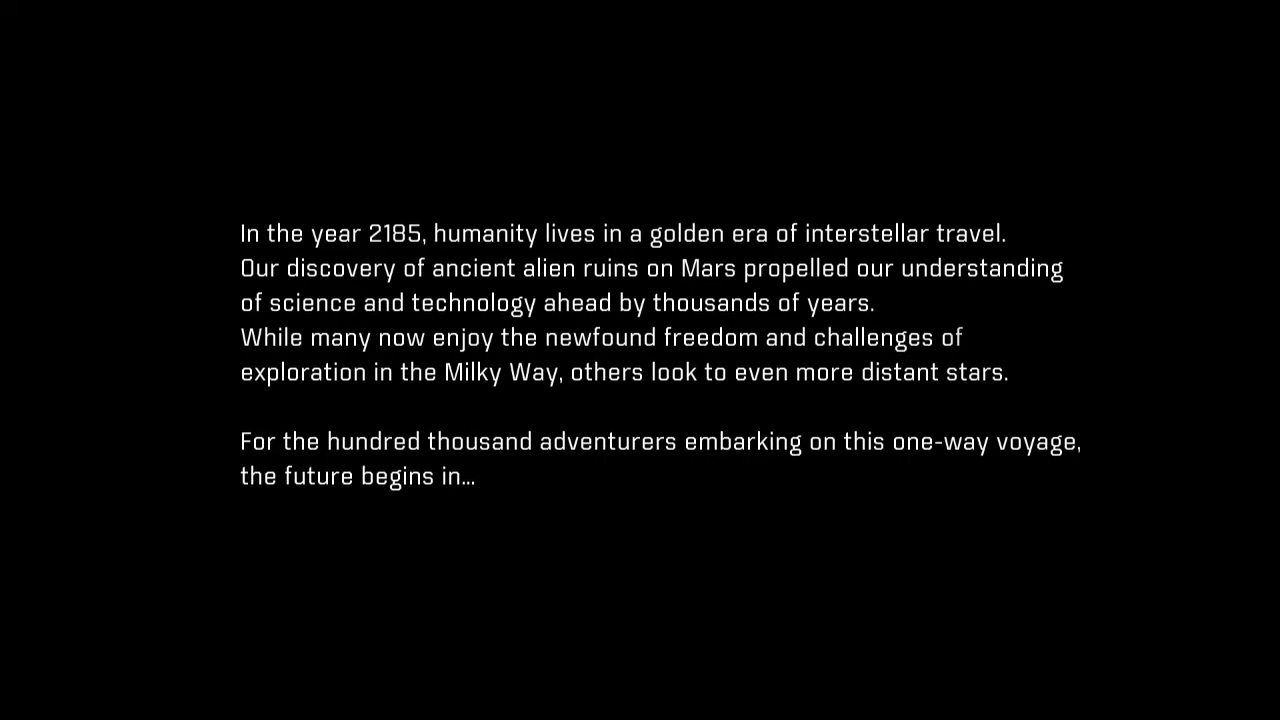 In the year 2185, humanity lives in a golden era of interstellar travel.
Our discovery of ancient alien ruins on Mars propelled our understanding
of science and technology ahead by thousands of years.
While many now enjoy the newfound freedom and challenges of
exploration in the Milky Way, others look to even more distant stars.
For the hundred thousand adventurers embarking on this one-way voyage,
the future begins in...